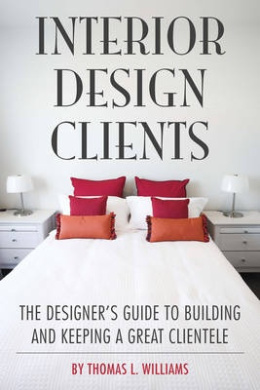 INTERIOR
DESIGN
CLIENTS
THE DESIGNER'S GUIDE TO BUILDING
AND KEEPING A GREAT CLIENTELE
BY THOMAS L. WILLIAMS